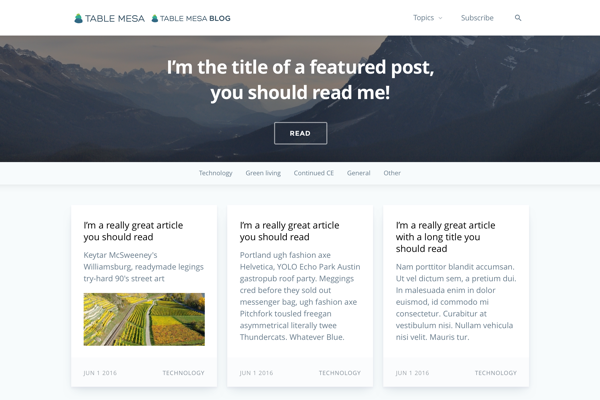 TABLE MESA TABLE MESA BLOG Topics Subscribe
I'm the title of a featured post,
you should read me!
READ
Technology Green living Continued CE General Other
I'm a really great article
you should read
Keytar McSweeney's
Williamsburg, readymade legings
try-hard 90's street art
JUN 1 2016 TECHNOLOGY
I'm a really great article
you should read
Portland ugh fashion axe
Helvetica, YOLO Echo Park Austin
gastropub roof party. Meggings
cred before they sold out
messenger bag, ugh fashion axe
Pitchfork tousled freegan
asymmetrical literally twee
Thundercats. Whatever Blue.
JUN 1 2016 TECHNOLOGY
I'm a really great article
with a long title you
should read
Nam porttitor blandit accumsan.
Ut vel dictum sem, a pretium dui.
In malesuada enim in dolor
euismod, id commodo mi
consectetur. Curabitur at
vestibulum nisi. Nullam vehicula
nisi velit. Mauris tur.
JUN 1 2016 TECHNOLOGY